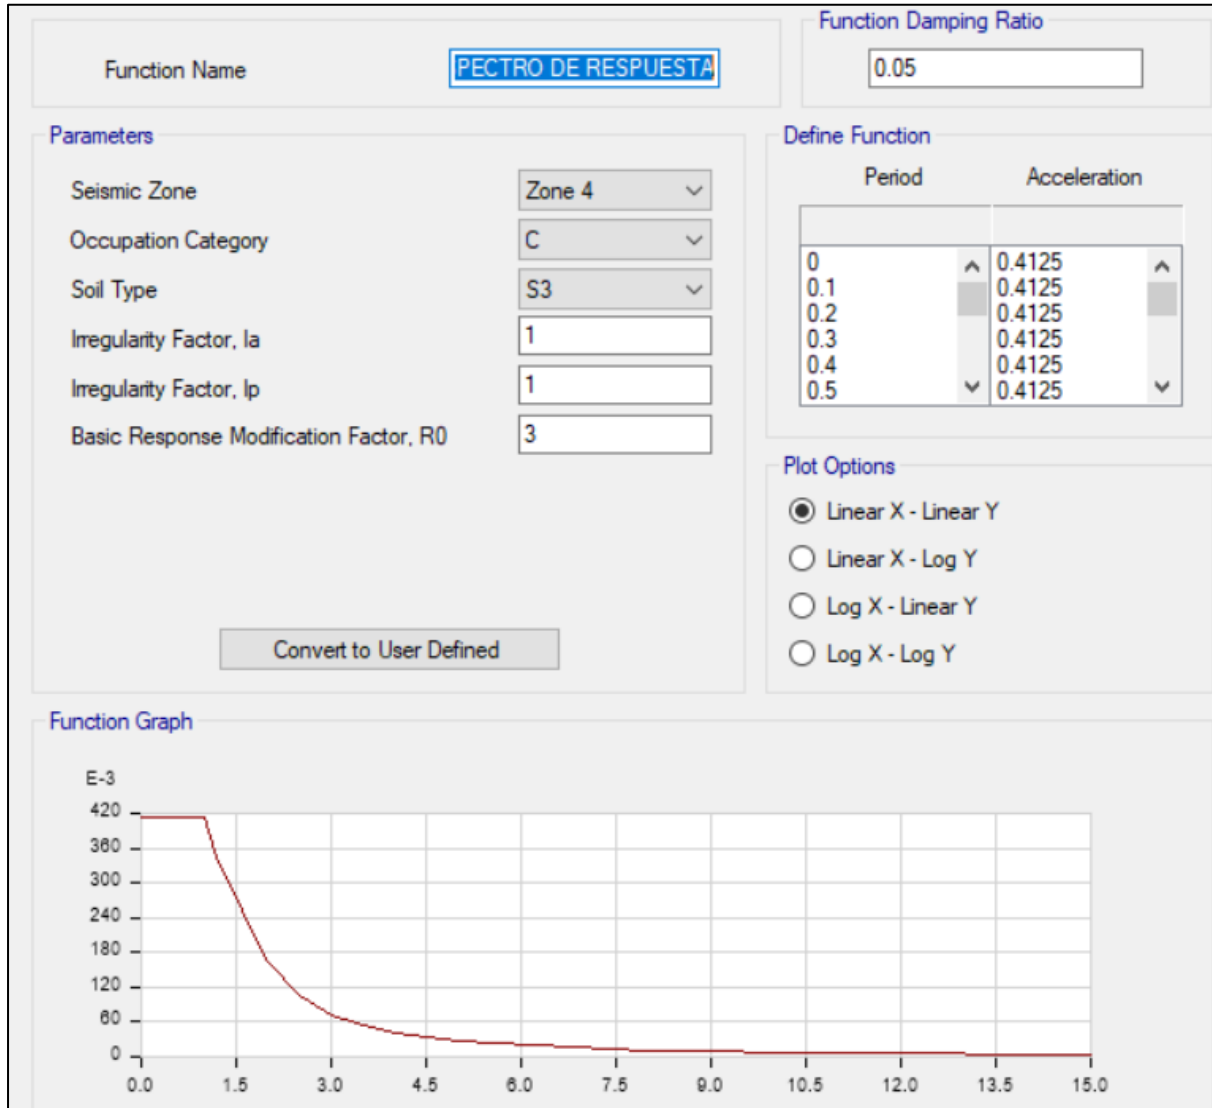 Function Damping Ratio
Function Name PECTRO DE RESPUESTA 0.05
Parameters
Seismic Zone Zone 4
Occupation Category C
Soil Type S3
Irregularity Factor, Ia 1
Irregularity Factor, Ip 1
Basic Response Modification Factor, R0 3
Convert to User Defined
Define Function
Period Acceleration
0 0.4125
0.1 0.4125
0.2 0.4125
0.3 0.4125
0.4 0.4125
0.5 0.4125
Plot Options
Linear X - Linear Y
Linear X - Log Y
Log X - Linear Y
Log X - Log Y
Function Graph
E-3
420
360
300
240
180
120
60
0
0.0 1.5 3.0 4.5 6.0 7.5 9.0 10.5 12.0 13.5 15.0